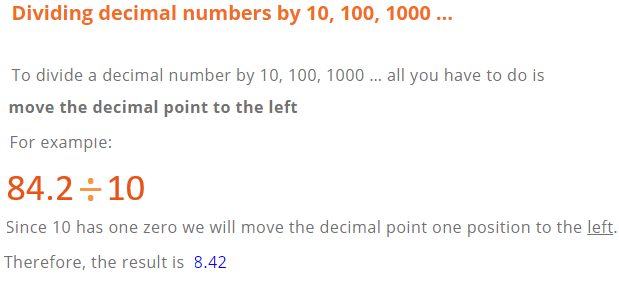 Dividing decimal numbers by 10, 100, 1000 ...
To divide a decimal number by 10, 100, 1000 ... all you have to do is
move the decimal point to the left
For example:
84.2÷10
Since 10 has one zero we will move the decimal point one position to the left.
Therefore, the result is 8.42